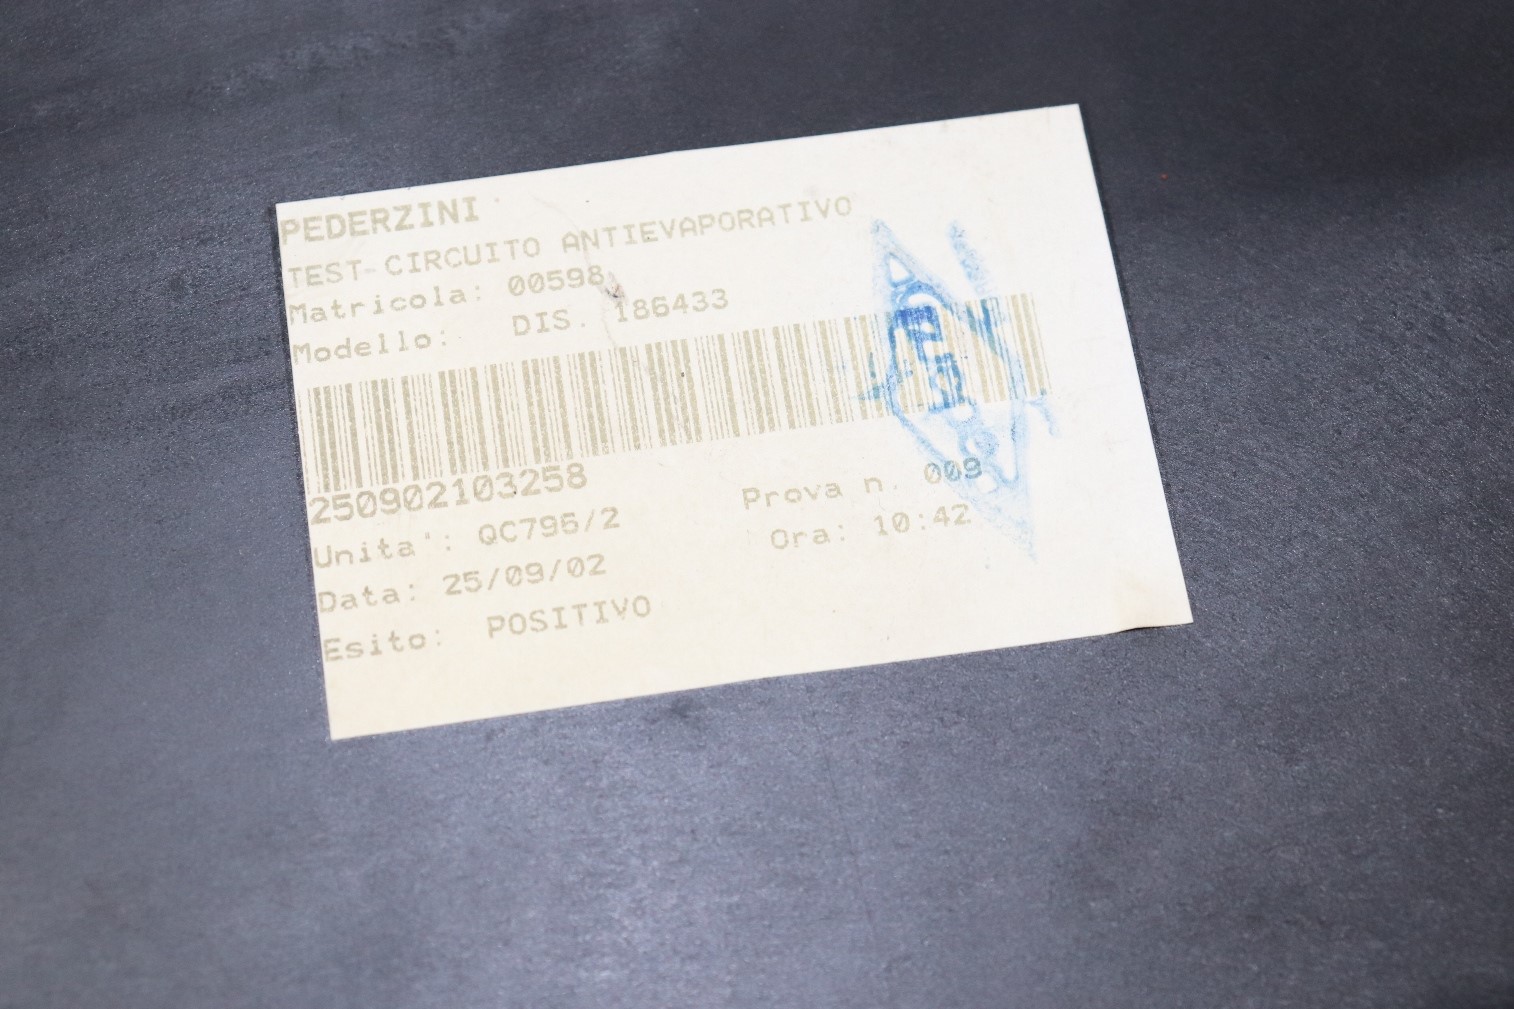 PEDERZINI
TEST-CIRCUITO ANTIEVAPORATIVO
Matricola: 00598
Modello: DIS. 186433
250902103258
Unita': QC796/2 Prova n. 009
Data: 25/09/02 Ora: 10:42
Esito: POSITIVO